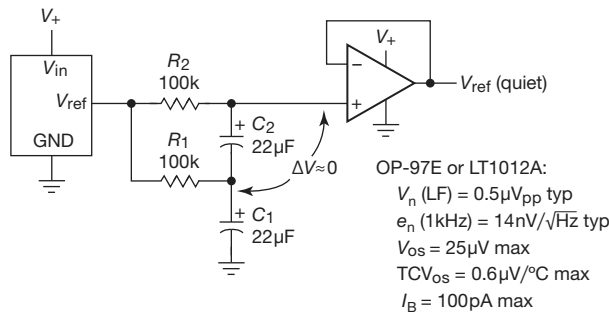 V+
Vin
Vref
GND
R2
100k
R1
100k
+ C2
22μF
+ C1
22μF
ΔV≈0
V+
−
+
Vref (quiet)
OP-97E or LT1012A:
Vn (LF) = 0.5μVpp typ
en (1kHz) = 14nV/√Hz typ
Vos = 25μV max
TCVos = 0.6μV/°C max
IB = 100pA max